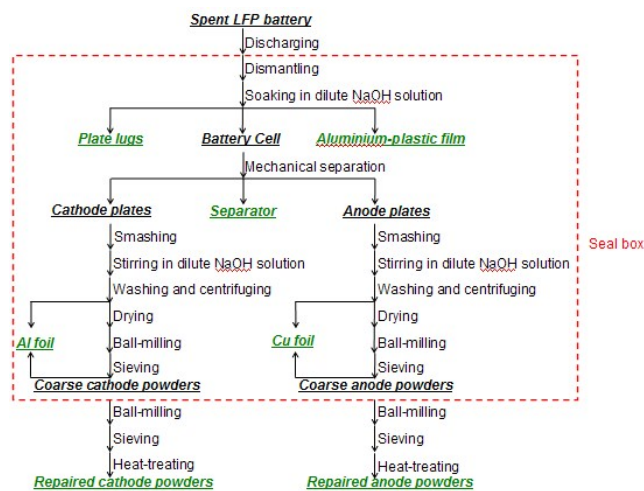 Spent LFP battery
Discharging
Dismantling
Soaking in dilute NaOH solution
Plate lugs Battery Cell Aluminium-plastic film
Mechanical separation
Cathode plates Separator Anode plates
Smashing Smashing
Seal box
Stirring in dilute NaOH solution Stirring in dilute NaOH solution
Washing and centrifuging Washing and centrifuging
Drying Drying
Al foil Ball-milling Cu foil Ball-milling
Sieving Sieving
Coarse cathode powders Coarse anode powders
Ball-milling Ball-milling
Sieving Sieving
Heat-treating Heat-treating
Repaired cathode powders Repaired anode powders